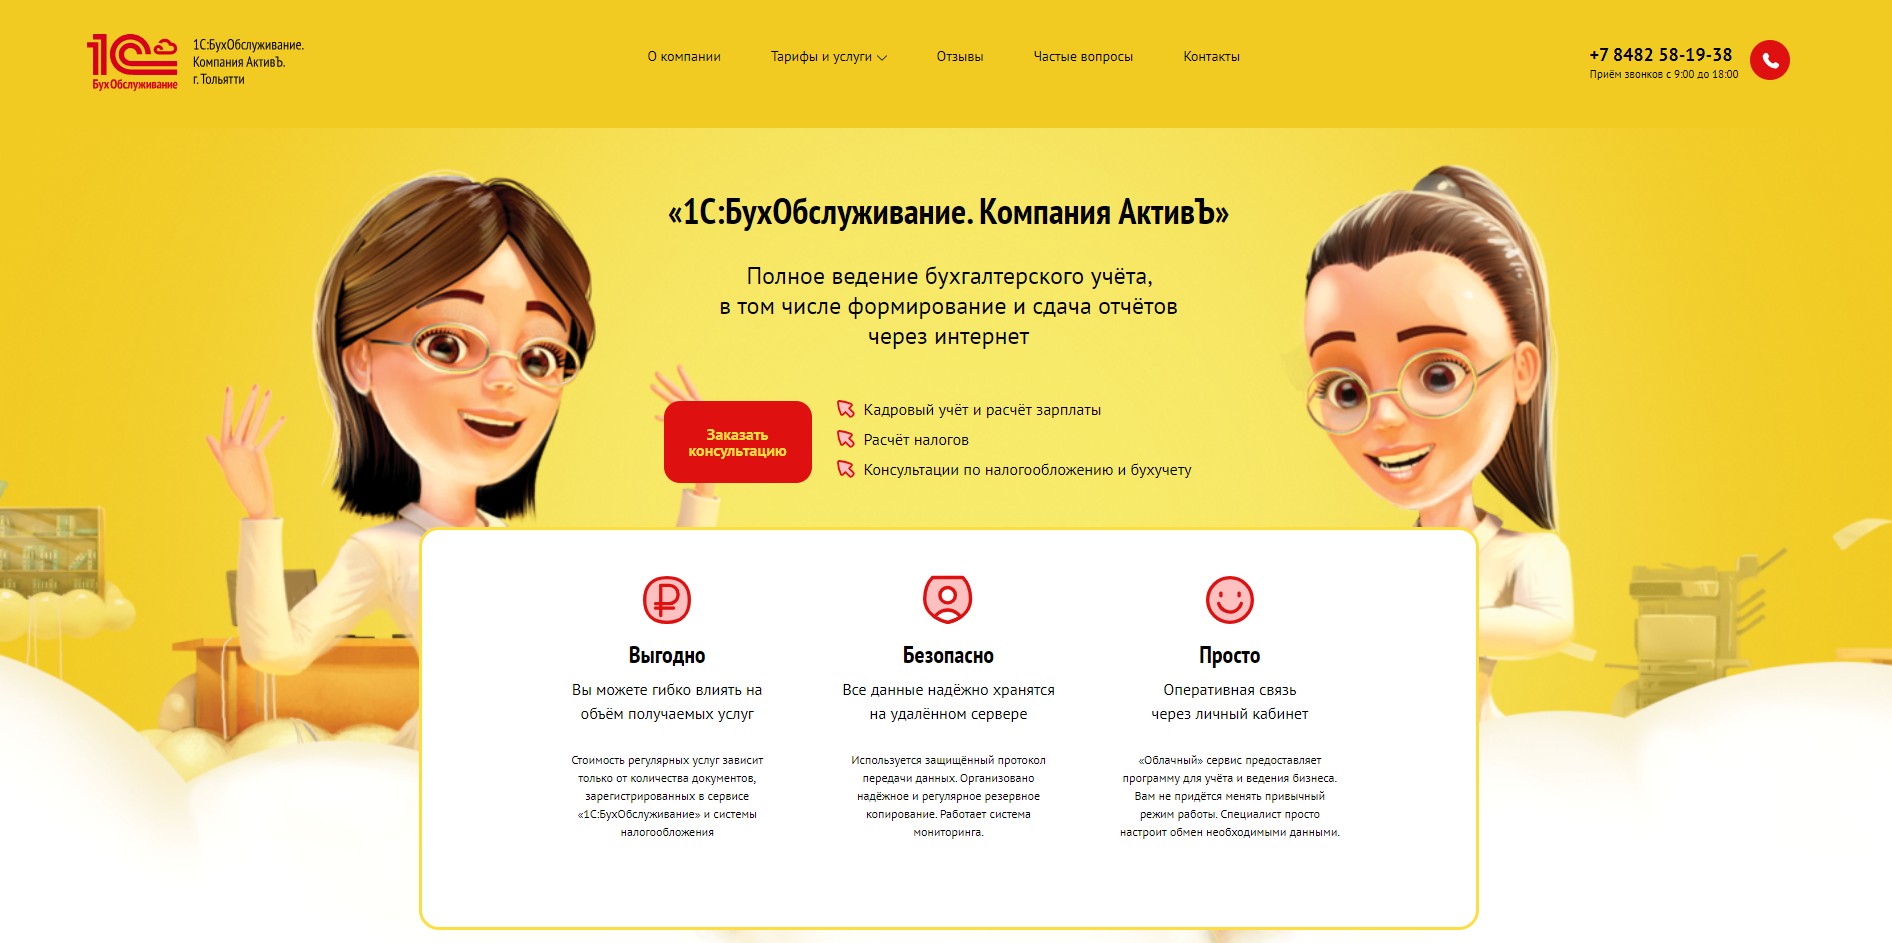 1С
БухОбслуживание
1С:БухОбслуживание.
Компания АктивЪ.
г. Тольятти
О компании
Тарифы и услуги
Отзывы
Частые вопросы
Контакты
+7 8482 58-19-38
Приём звонков с 9:00 до 18:00
«1С:БухОбслуживание. Компания АктивЪ»
Полное ведение бухгалтерского учёта,
в том числе формирование и сдача отчётов
через интернет
Заказать
консультацию
Кадровый учёт и расчёт зарплаты
Расчёт налогов
Консультации по налогообложению и бухучету
Выгодно
Вы можете гибко влиять на
объём получаемых услуг
Стоимость регулярных услуг зависит
только от количества документов,
зарегистрированных в сервисе
«1С:БухОбслуживание» и системы
налогообложения
Безопасно
Все данные надёжно хранятся
на удалённом сервере
Используется защищённый протокол
передачи данных. Организовано
надёжное и регулярное резервное
копирование. Работает система
мониторинга.
Просто
Оперативная связь
через личный кабинет
«Облачный» сервис предоставляет
программу для учёта и ведения бизнеса.
Вам не придётся менять привычный
режим работы. Специалист просто
настроит обмен необходимыми данными.